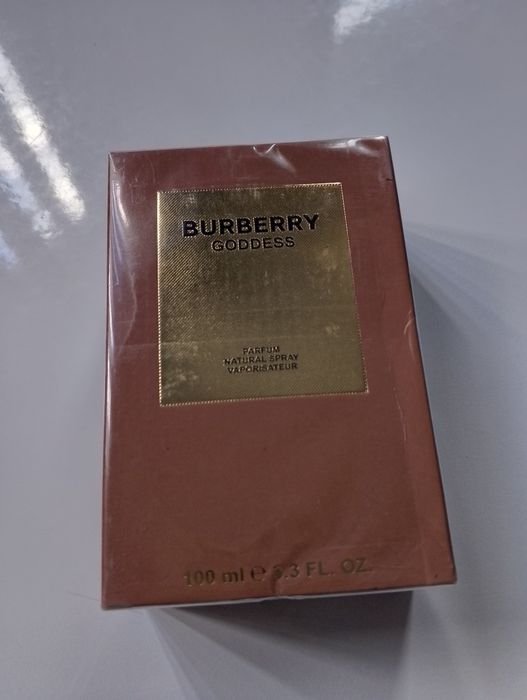 BURBERRY
GODDESS
PARFUM
NATURAL SPRAY
VAPORISATEUR
100 ml ℮ 3.3 FL. OZ.